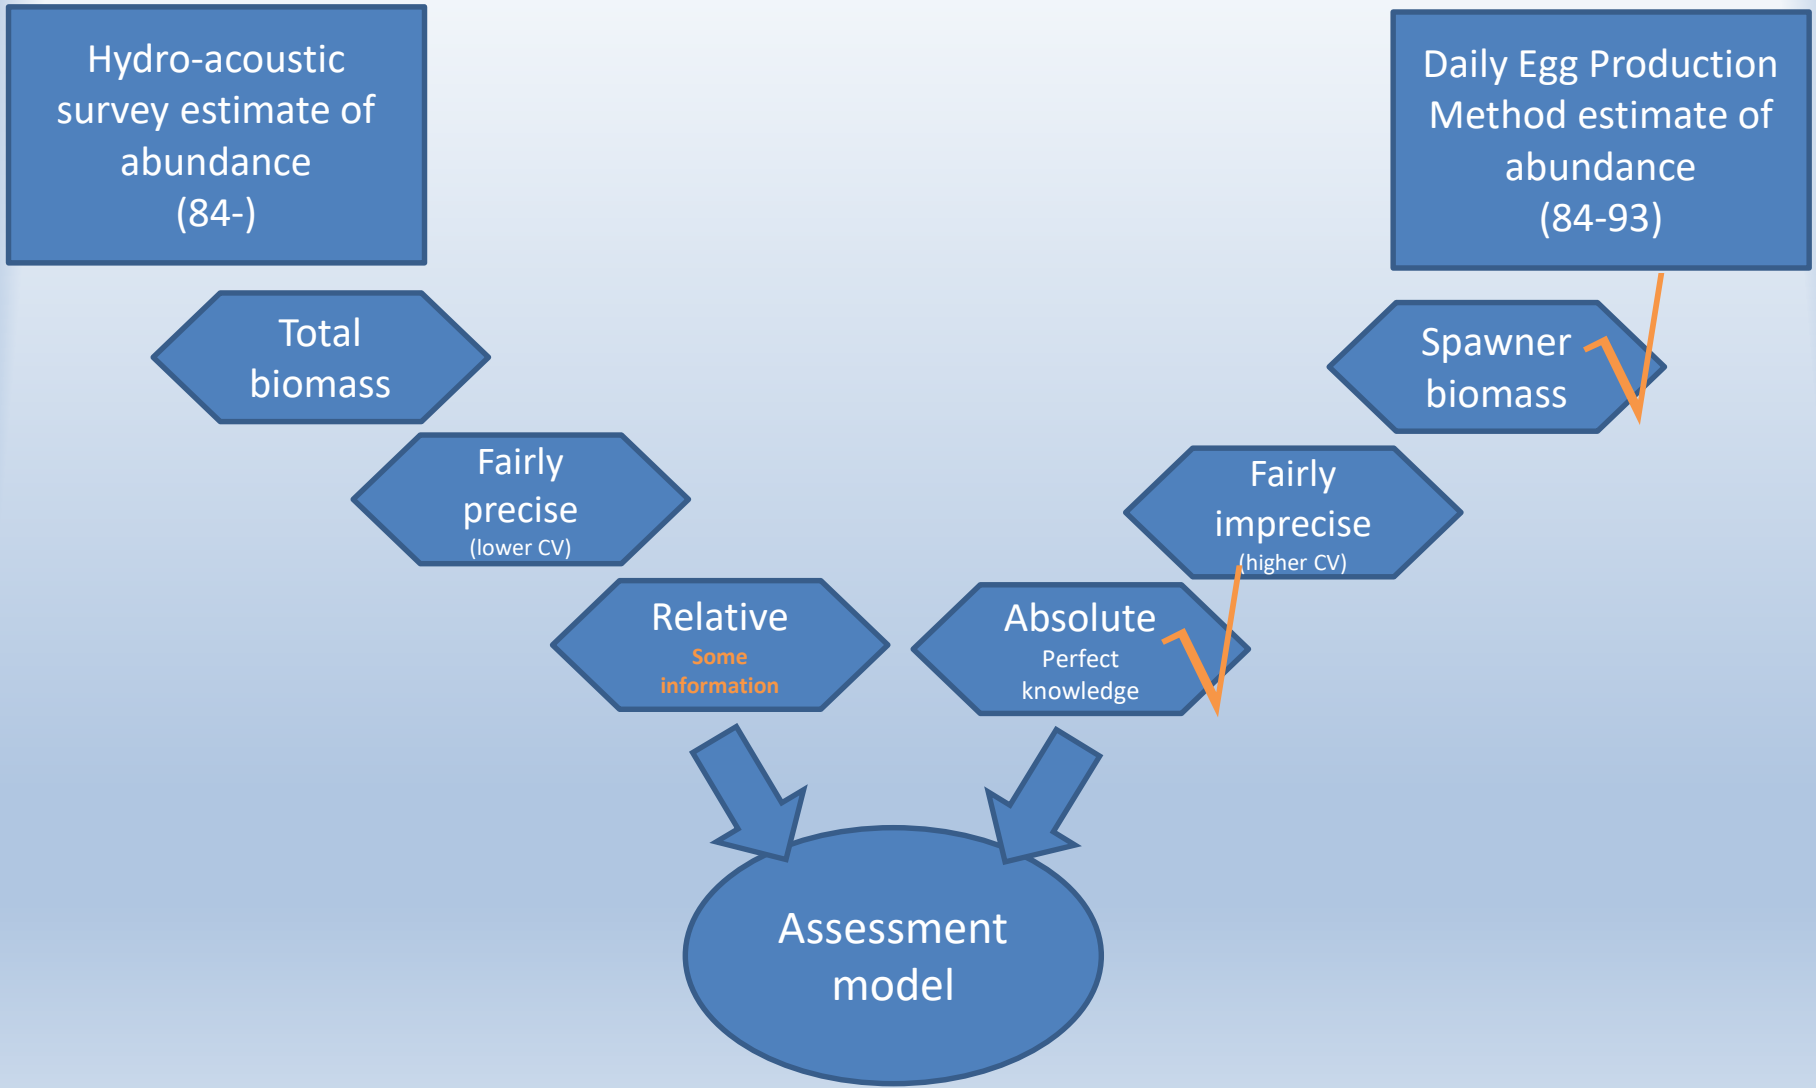 Hydro-acoustic
survey estimate of
abundance
(84-)
Total
biomass
Fairly
precise
(lower CV)
Relative
Some
information
Daily Egg Production
Method estimate of
abundance
(84-93)
Spawner
biomass
Fairly
imprecise
(higher CV)
Absolute
Perfect
knowledge
Assessment
model